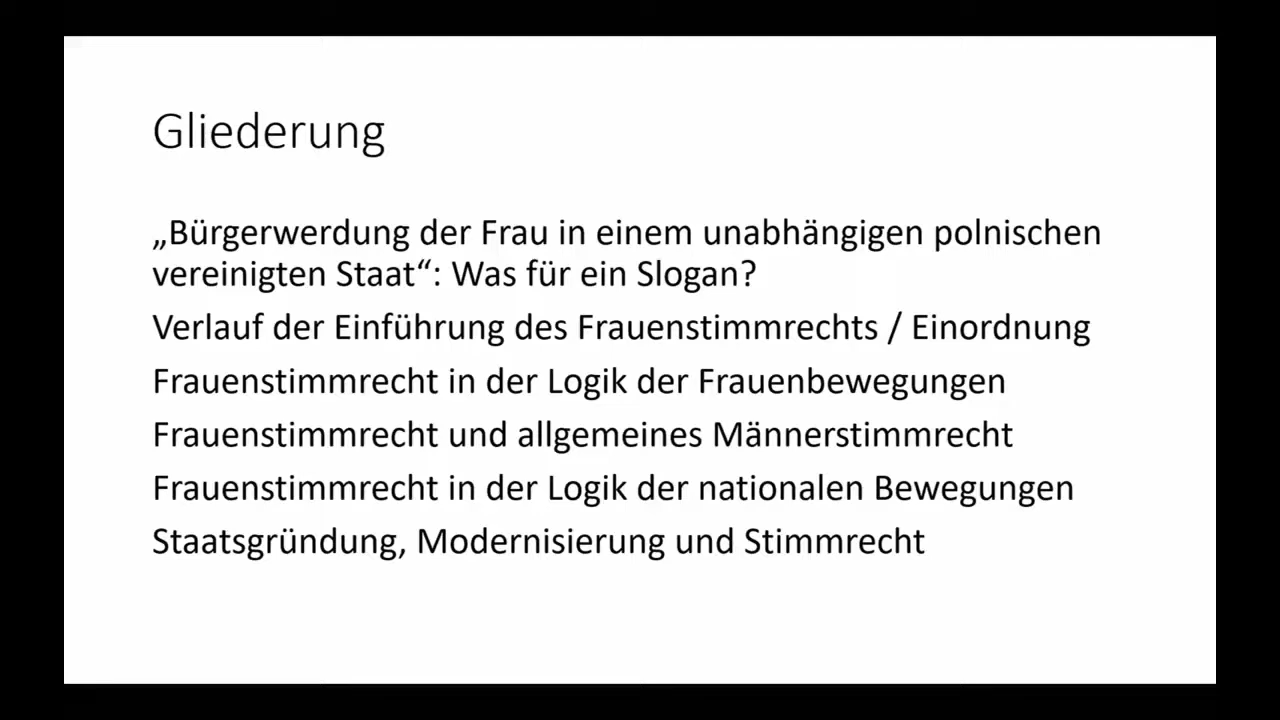 Gliederung
„Bürgerwerdung der Frau in einem unabhängigen polnischen
vereinigten Staat“: Was für ein Slogan?
Verlauf der Einführung des Frauenstimmrechts / Einordnung
Frauenstimmrecht in der Logik der Frauenbewegungen
Frauenstimmrecht und allgemeines Männerstimmrecht
Frauenstimmrecht in der Logik der nationalen Bewegungen
Staatsgründung, Modernisierung und Stimmrecht